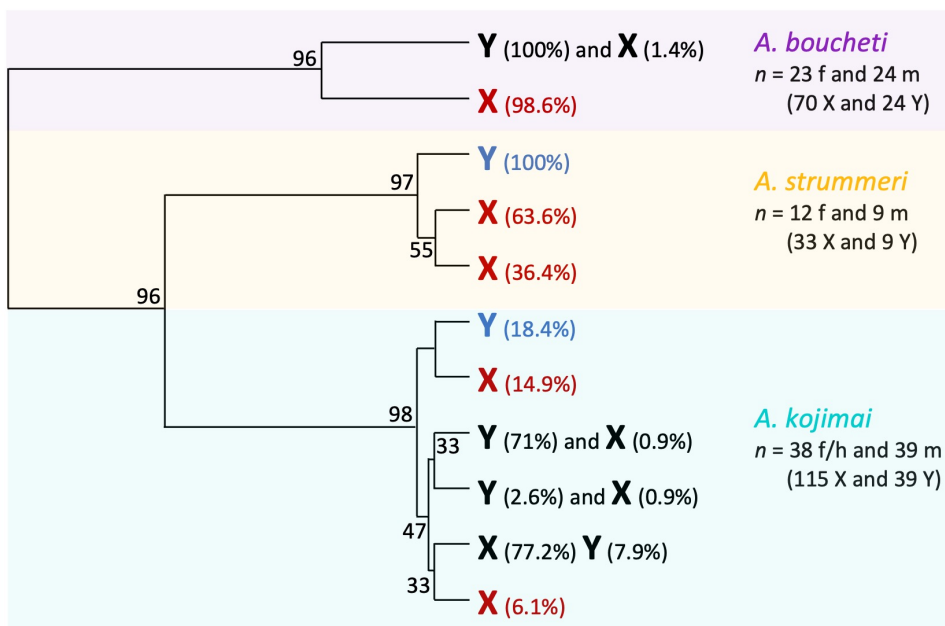 96
Y (100%) and X (1.4%)
X (98.6%)
A. boucheti
n = 23 f and 24 m
(70 X and 24 Y)
97
Y (100%)
X (63.6%)
55
X (36.4%)
A. strummeri
n = 12 f and 9 m
(33 X and 9 Y)
96
Y (18.4%)
X (14.9%)
98
Y (71%) and X (0.9%)
33
Y (2.6%) and X (0.9%)
47
X (77.2%) Y (7.9%)
33
X (6.1%)
A. kojimai
n = 38 f/h and 39 m
(115 X and 39 Y)